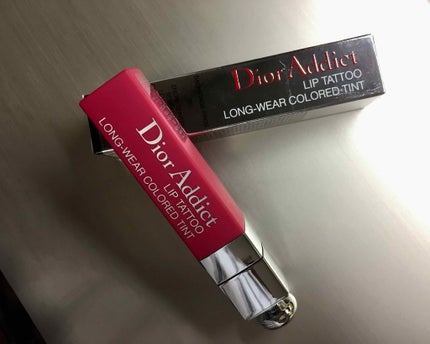 Dior Addict
LIP TATTOO
LONG-WEAR COLORED TINT
Dior Addict
LIP TATTOO
LONG-WEAR COLORED TINT